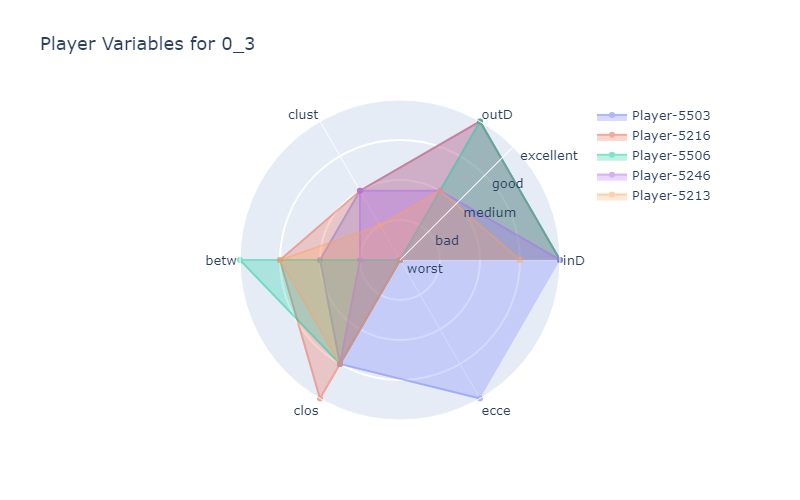 Player Variables for 0_3
clust
outD
Player-5503
Player-5216
Player-5506
Player-5246
Player-5213
excellent
good
medium
bad
worst
betw
inD
clos
ecce